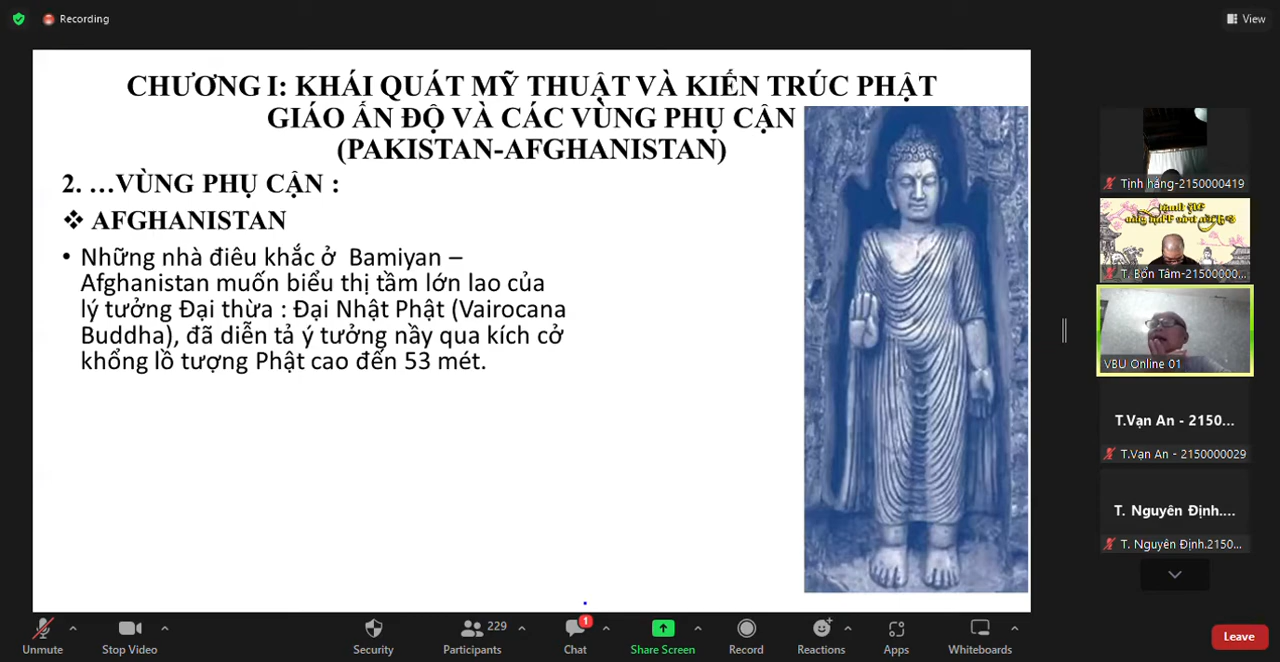 Recording
View
CHƯƠNG I: KHÁI QUÁT MỸ THUẬT VÀ KIẾN TRÚC PHẬT
GIÁO ẤN ĐỘ VÀ CÁC VÙNG PHỤ CẬN
(PAKISTAN-AFGHANISTAN)
2. …VÙNG PHỤ CẬN :
❖ AFGHANISTAN
• Những nhà điêu khắc ở Bamiyan –
Afghanistan muốn biểu thị tầm lớn lao của
lý tưởng Đại thừa : Đại Nhật Phật (Vairocana
Buddha), đã diễn tả ý tưởng nầy qua kích cở
khổng lồ tượng Phật cao đến 53 mét.
Tịnh hằng-2150000419
T. Bổn Tâm-21500000...
VBU Online 01
T.Vạn An - 2150...
T.Vạn An - 2150000029
T. Nguyên Định....
T. Nguyên Định.2150...
Unmute
Stop Video
Security
229
Participants
1
Chat
Share Screen
Record
Reactions
Apps
Whiteboards
Leave